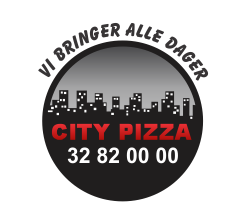 VI BRINGER ALLE DAGER
CITY PIZZA
32 82 00 00